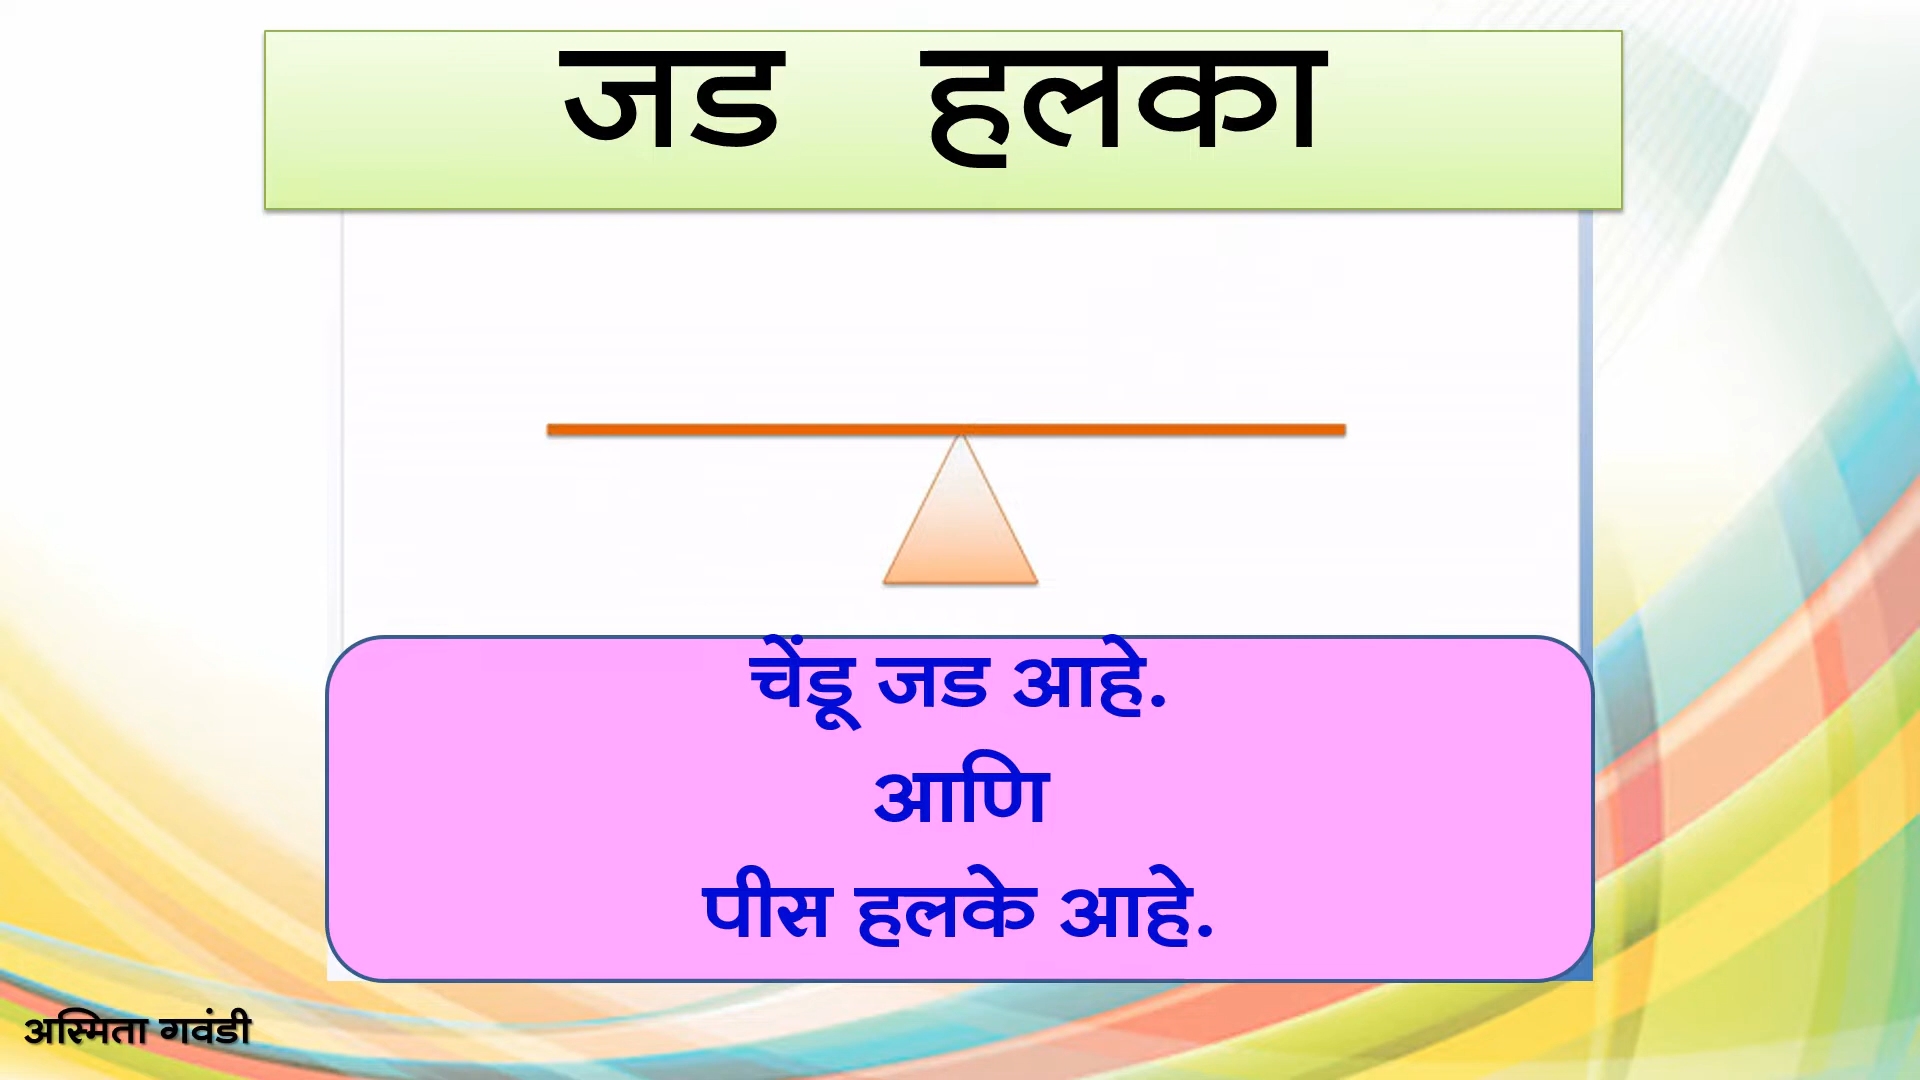 जड हलका
चेंडू जड आहे.
आणि
पीस हलके आहे.
अस्मिता गवंडी